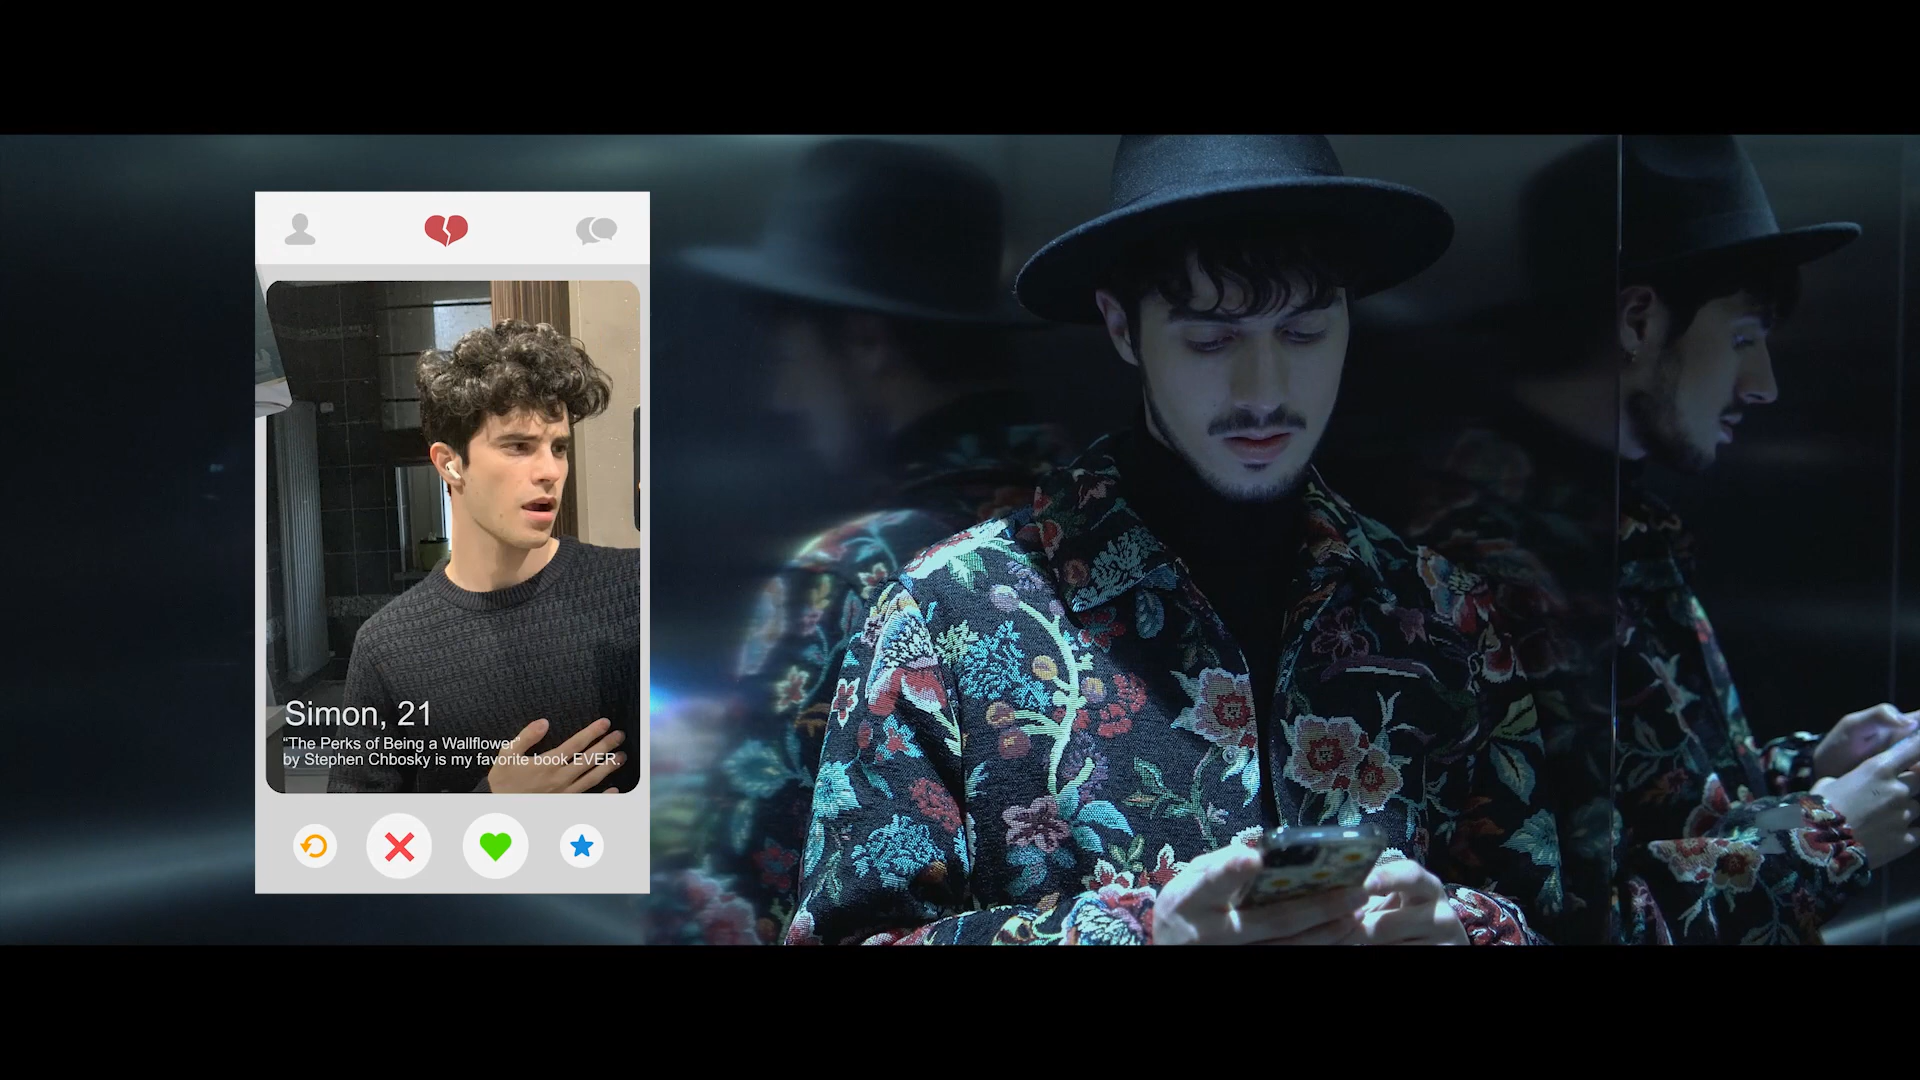 Simon, 21
“The Perks of Being a Wallflower”
by Stephen Chbosky is my favorite book EVER.